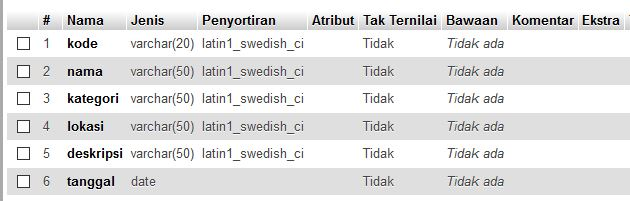 # Nama Jenis Penyortiran Atribut Tak Ternilai Bawaan Komentar Ekstra
1 kode varchar(20) latin1_swedish_ci Tidak Tidak ada
2 nama varchar(50) latin1_swedish_ci Tidak Tidak ada
3 kategori varchar(50) latin1_swedish_ci Tidak Tidak ada
4 lokasi varchar(50) latin1_swedish_ci Tidak Tidak ada
5 deskripsi varchar(50) latin1_swedish_ci Tidak Tidak ada
6 tanggal date Tidak Tidak ada